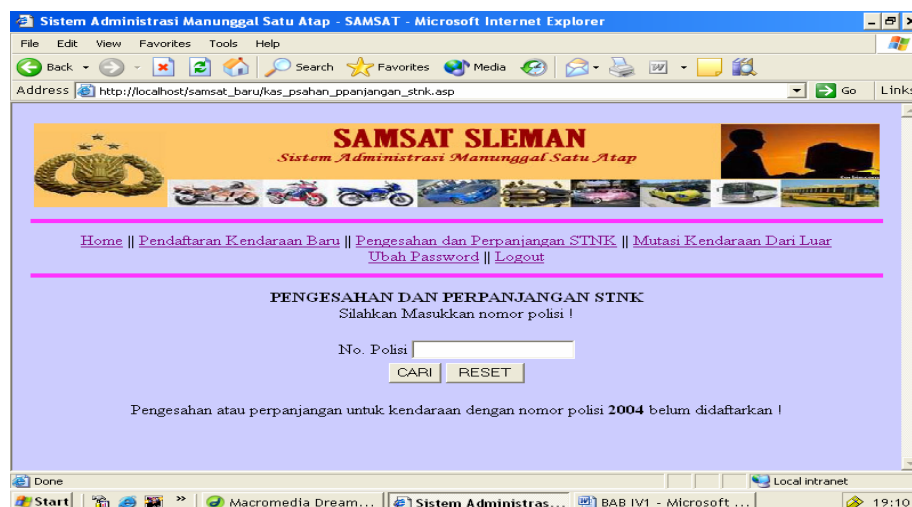 Sistem Administrasi Manunggal Satu Atap - SAMSAT - Microsoft Internet Explorer
File Edit View Favorites Tools Help
Back Search Favorites Media
Address http://localhost/samsat_baru/kas_psahan_ppanjangan_stnk.asp Go Links
SAMSAT SLEMAN
Sistem Administrasi Manunggal Satu Atap
Home || Pendaftaran Kendaraan Baru || Pengesahan dan Perpanjangan STNK || Mutasi Kendaraan Dari Luar
Ubah Password || Logout
PENGESAHAN DAN PERPANJANGAN STNK
Silahkan Masukkan nomor polisi !
No. Polisi
CARI RESET
Pengesahan atau perpanjangan untuk kendaraan dengan nomor polisi 2004 belum didaftarkan !
Done Local intranet
Start » Macromedia Dream... Sistem Administras... BAB IV1 - Microsoft ... 19:10